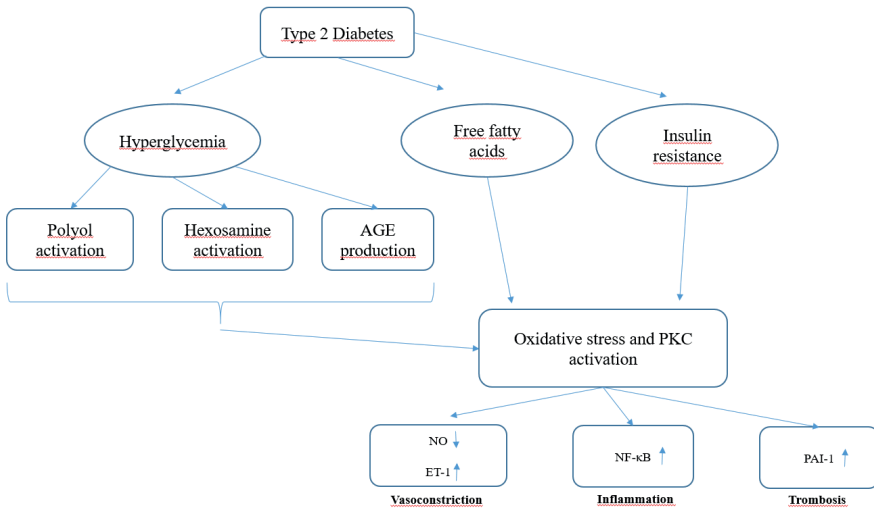 Type 2 Diabetes
Hyperglycemia
Free fatty
acids
Insulin
resistance
Polyol
activation
Hexosamine
activation
AGE
production
Oxidative stress and PKC
activation
NO
ET-1
NF-κB
PAI-1
Vasoconstriction
Inflammation
Trombosis